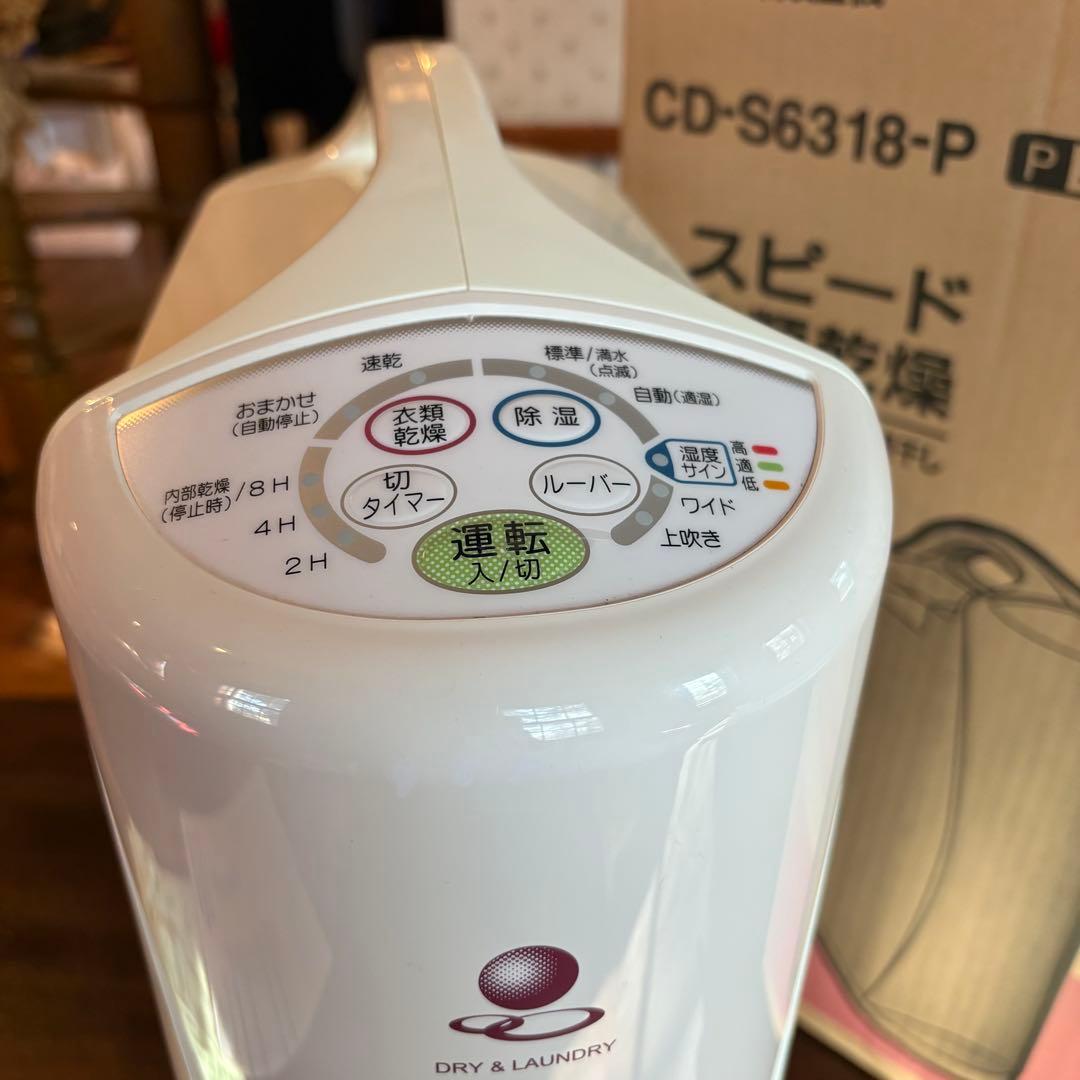 CD-S6318-P
P
スピード
乾燥
干し
速乾
標準/満水
(点滅)
おまかせ
(自動停止)
衣類
乾燥
除湿
自動(適湿)
湿度
サイン
高
適
低
内部乾燥
(停止時)
/8H
切
タイマー
ルーバー
ワイド
4H
運転
入/切
上吹き
2H
DRY & LAUNDRY